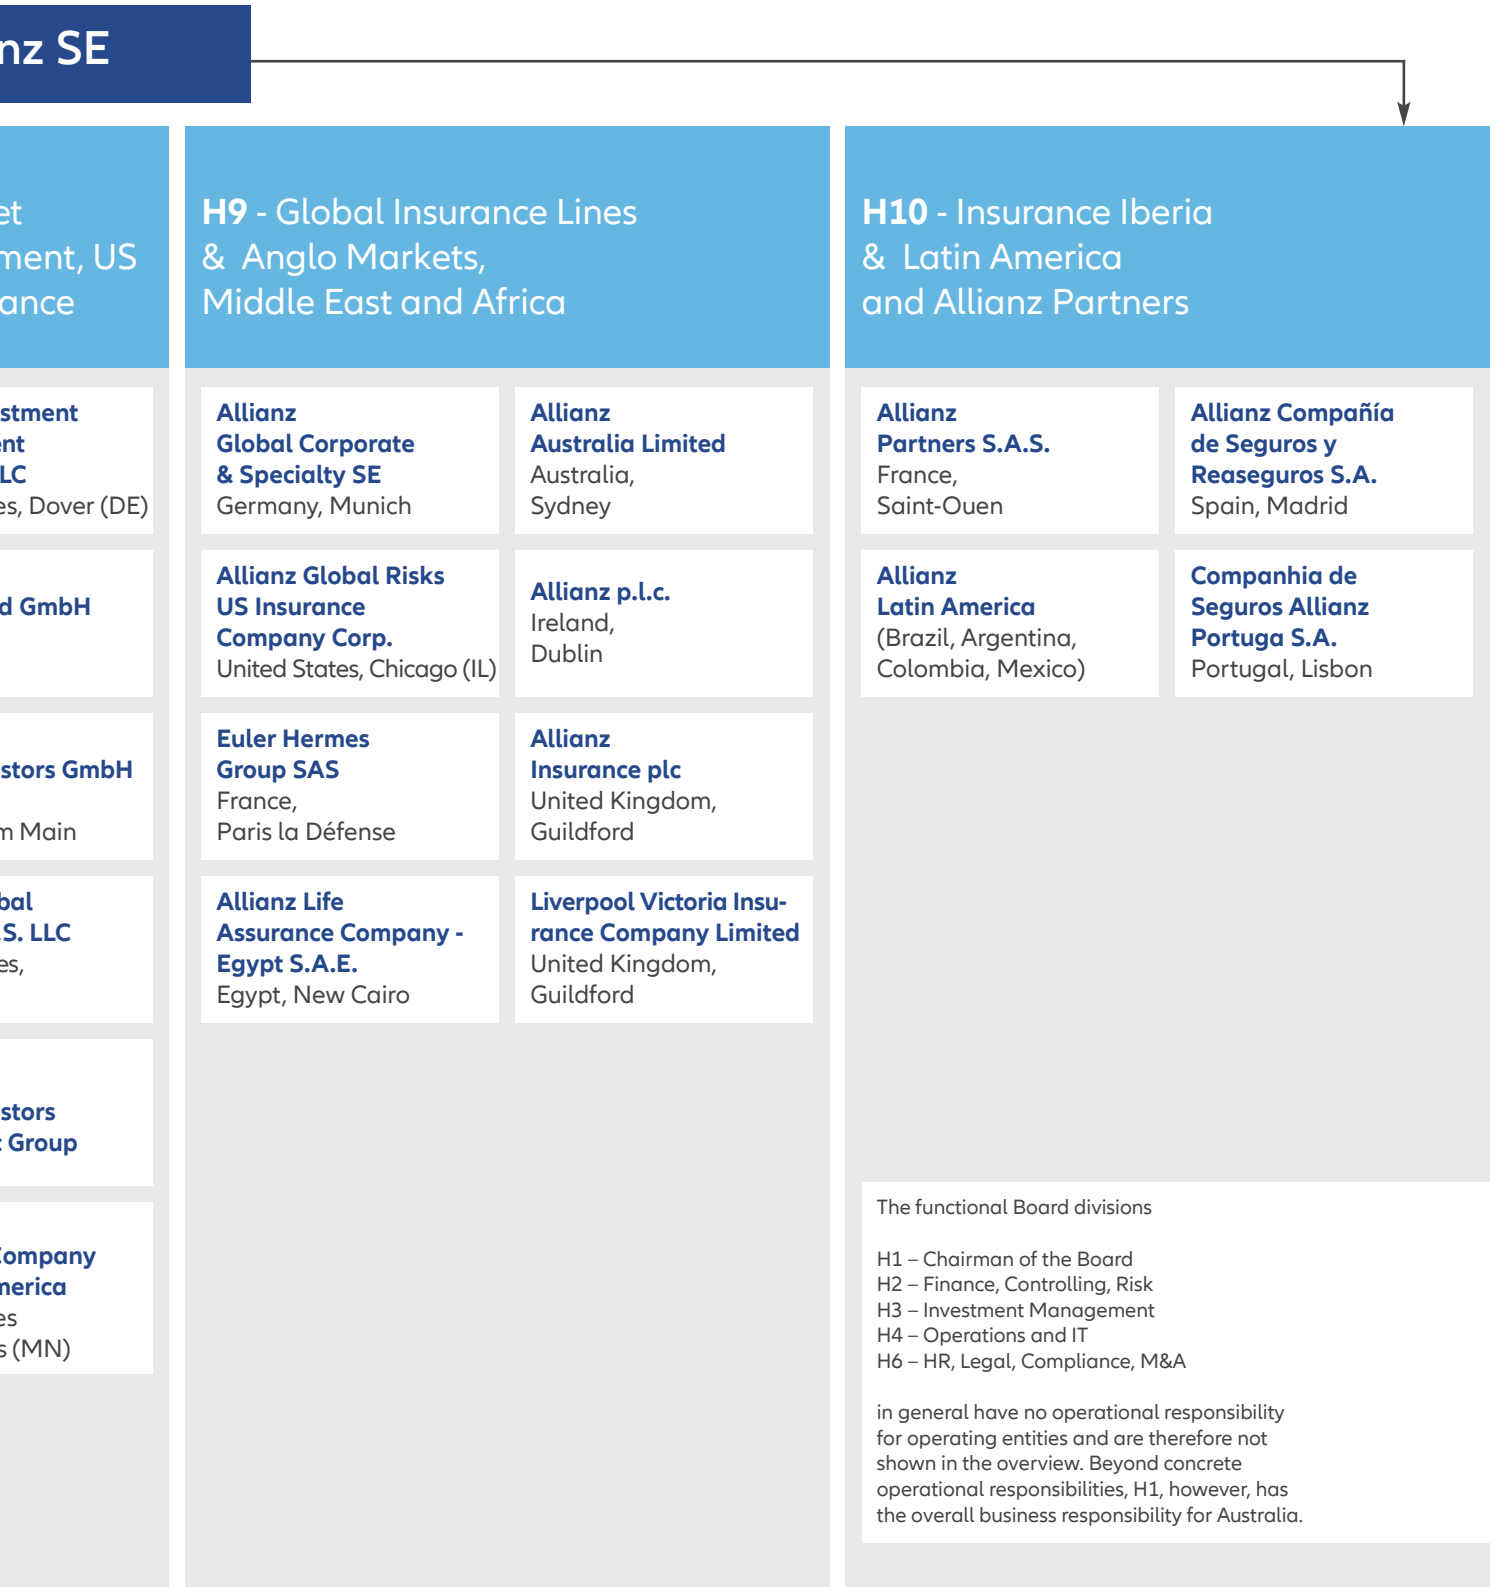 nz SE
et
ment, US
ance
stment
ent
LC
es, Dover (DE)
d GmbH
stors GmbH
m Main
bal
.S. LLC
es,
stors
t Group
Company
merica
es
s (MN)
H9 - Global Insurance Lines
& Anglo Markets,
Middle East and Africa
Allianz
Global Corporate
& Specialty SE
Germany, Munich
Allianz
Australia Limited
Australia,
Sydney
Allianz Global Risks
US Insurance
Company Corp.
United States, Chicago (IL)
Allianz p.l.c.
Ireland,
Dublin
Euler Hermes
Group SAS
France,
Paris la Défense
Allianz
Insurance plc
United Kingdom,
Guildford
Allianz Life
Assurance Company -
Egypt S.A.E.
Egypt, New Cairo
Liverpool Victoria Insu-
rance Company Limited
United Kingdom,
Guildford
H10 - Insurance Iberia
& Latin America
and Allianz Partners
Allianz
Partners S.A.S.
France,
Saint-Ouen
Allianz Compañía
de Seguros y
Reaseguros S.A.
Spain, Madrid
Allianz
Latin America
(Brazil, Argentina,
Colombia, Mexico)
Companhia de
Seguros Allianz
Portuga S.A.
Portugal, Lisbon
The functional Board divisions
H1 – Chairman of the Board
H2 – Finance, Controlling, Risk
H3 – Investment Management
H4 – Operations and IT
H6 – HR, Legal, Compliance, M&A
in general have no operational responsibility
for operating entities and are therefore not
shown in the overview. Beyond concrete
operational responsibilities, H1, however, has
the overall business responsibility for Australia.